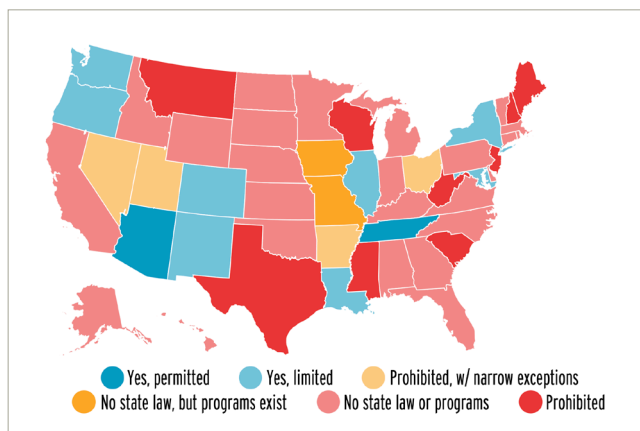 Yes, permitted Yes, limited Prohibited, w/ narrow exceptions
No state law, but programs exist No state law or programs Prohibited